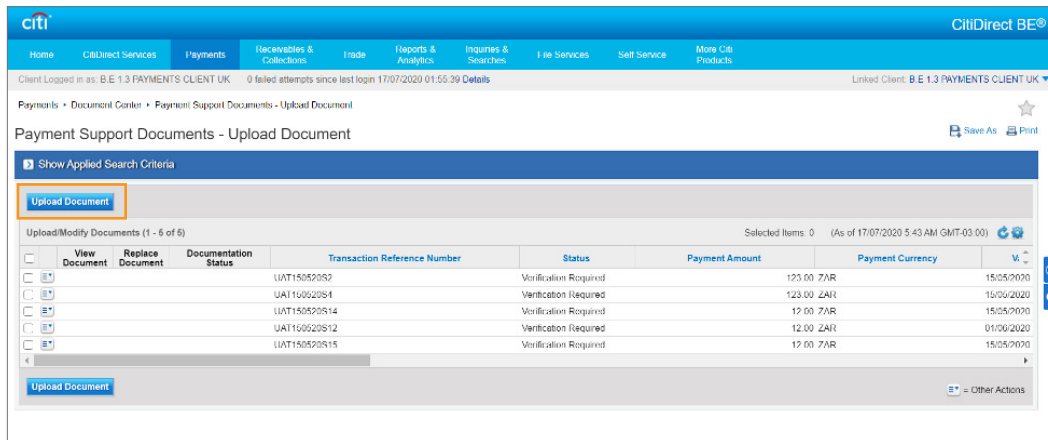 citi
CitiDirect BE®
Home CitiDirect Services Payments Receivables & Collections Trade Reports & Analytics Inquiries & Searches File Services Self Service More Citi Products
Client Logged in as: B.E 1.3 PAYMENTS CLIENT UK 0 failed attempts since last login 17/07/2020 01:55:39 Details Linked Client: B.E 1.3 PAYMENTS CLIENT UK
Payments Document Center Payment Support Documents - Upload Document
Payment Support Documents - Upload Document
Save As Print
Show Applied Search Criteria
Upload Document
Upload/Modify Documents (1 - 5 of 5) Selected Items: 0 (As of 17/07/2020 5:43 AM GMT-03:00)
View Document Replace Document Documentation Status Transaction Reference Number Status Payment Amount Payment Currency
UAT150520S2 Verification Required 123.00 ZAR 15/05/2020
UAT150520S4 Verification Required 123.00 ZAR 15/05/2020
UAT150520S14 Verification Required 12.00 ZAR 15/05/2020
UAT150520S12 Verification Required 12.00 ZAR 01/06/2020
UAT150520S15 Verification Required 12.00 ZAR 15/05/2020
Upload Document
= Other Actions